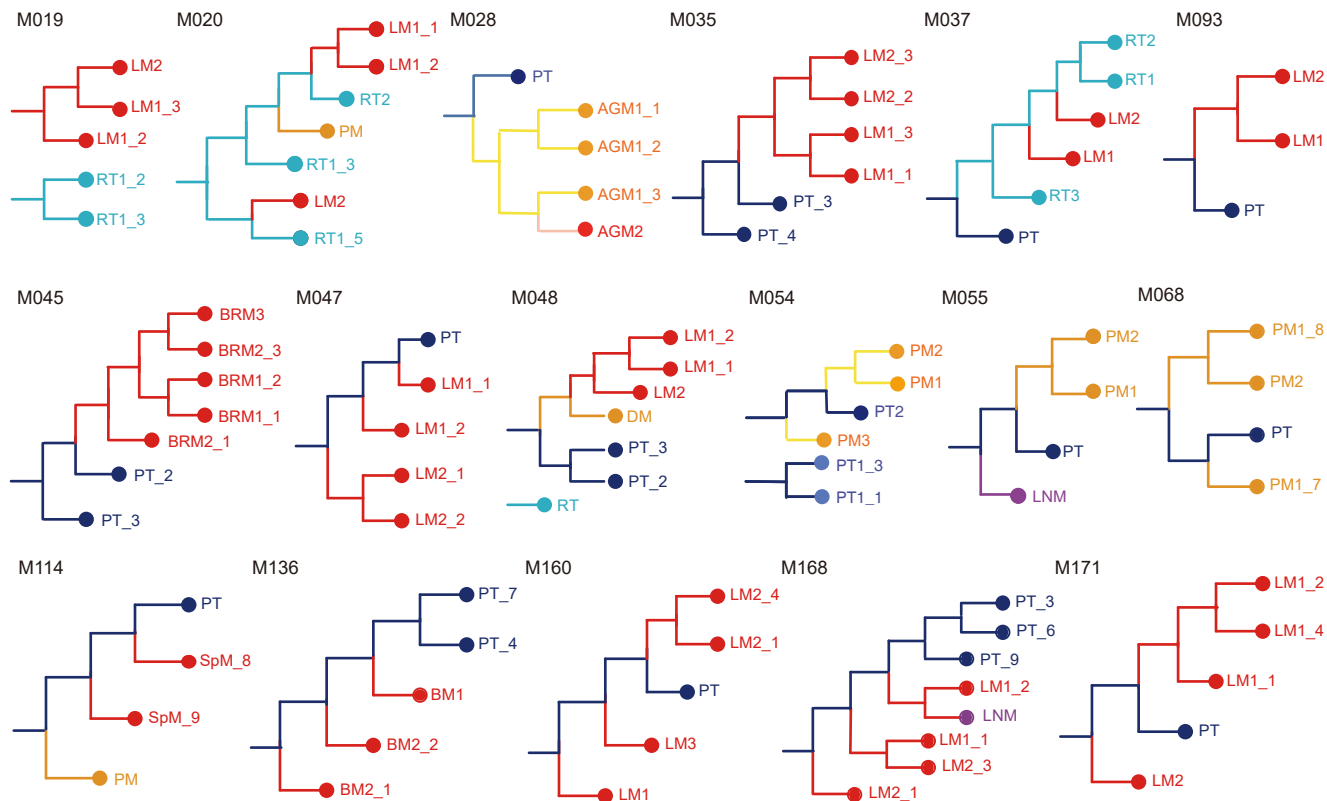 M019
LM2
LM1_3
LM1_2
RT1_2
RT1_3
M020
LM1_1
LM1_2
RT2
PM
RT1_3
LM2
RT1_5
M028
PT
AGM1_1
AGM1_2
AGM1_3
AGM2
M035
LM2_3
LM2_2
LM1_3
LM1_1
PT_3
PT_4
M037
RT2
RT1
LM2
LM1
RT3
PT
M093
LM2
LM1
PT
M045
BRM3
BRM2_3
BRM1_2
BRM1_1
BRM2_1
PT_2
PT_3
M047
PT
LM1_1
LM1_2
LM2_1
LM2_2
M048
LM1_2
LM1_1
LM2
DM
PT_3
PT_2
RT
M054
PM2
PM1
PT2
PM3
PT1_3
PT1_1
M055
PM2
PM1
PT
LNM
M068
PM1_8
PM2
PT
PM1_7
M114
PT
SpM_8
SpM_9
PM
M136
PT_7
PT_4
BM1
BM2_2
BM2_1
M160
LM2_4
LM2_1
PT
LM3
LM1
M168
PT_3
PT_6
PT_9
LM1_2
LNM
LM1_1
LM2_3
LM2_1
M171
LM1_2
LM1_4
LM1_1
PT
LM2